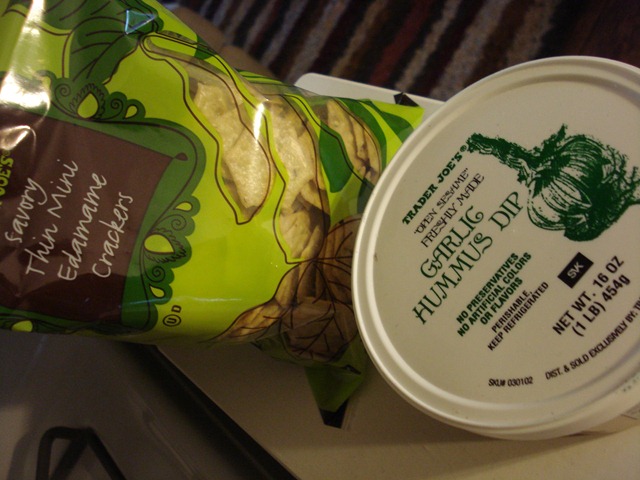 JOE'S
Savory
Thin Mini
Edamame
Crackers
U D
TRADER JOE'S®
"OPEN SESAME"
FRESHLY MADE
GARLIC
HUMMUS DIP
NO PRESERVATIVES
NO ARTIFICIAL COLORS
OR FLAVORS
PERISHABLE,
KEEP REFRIGERATED
SK
NET WT. 16 OZ
(1 LB) 454g
SKU# 030102
DIST. & SOLD EXCLUSIVELY BY: